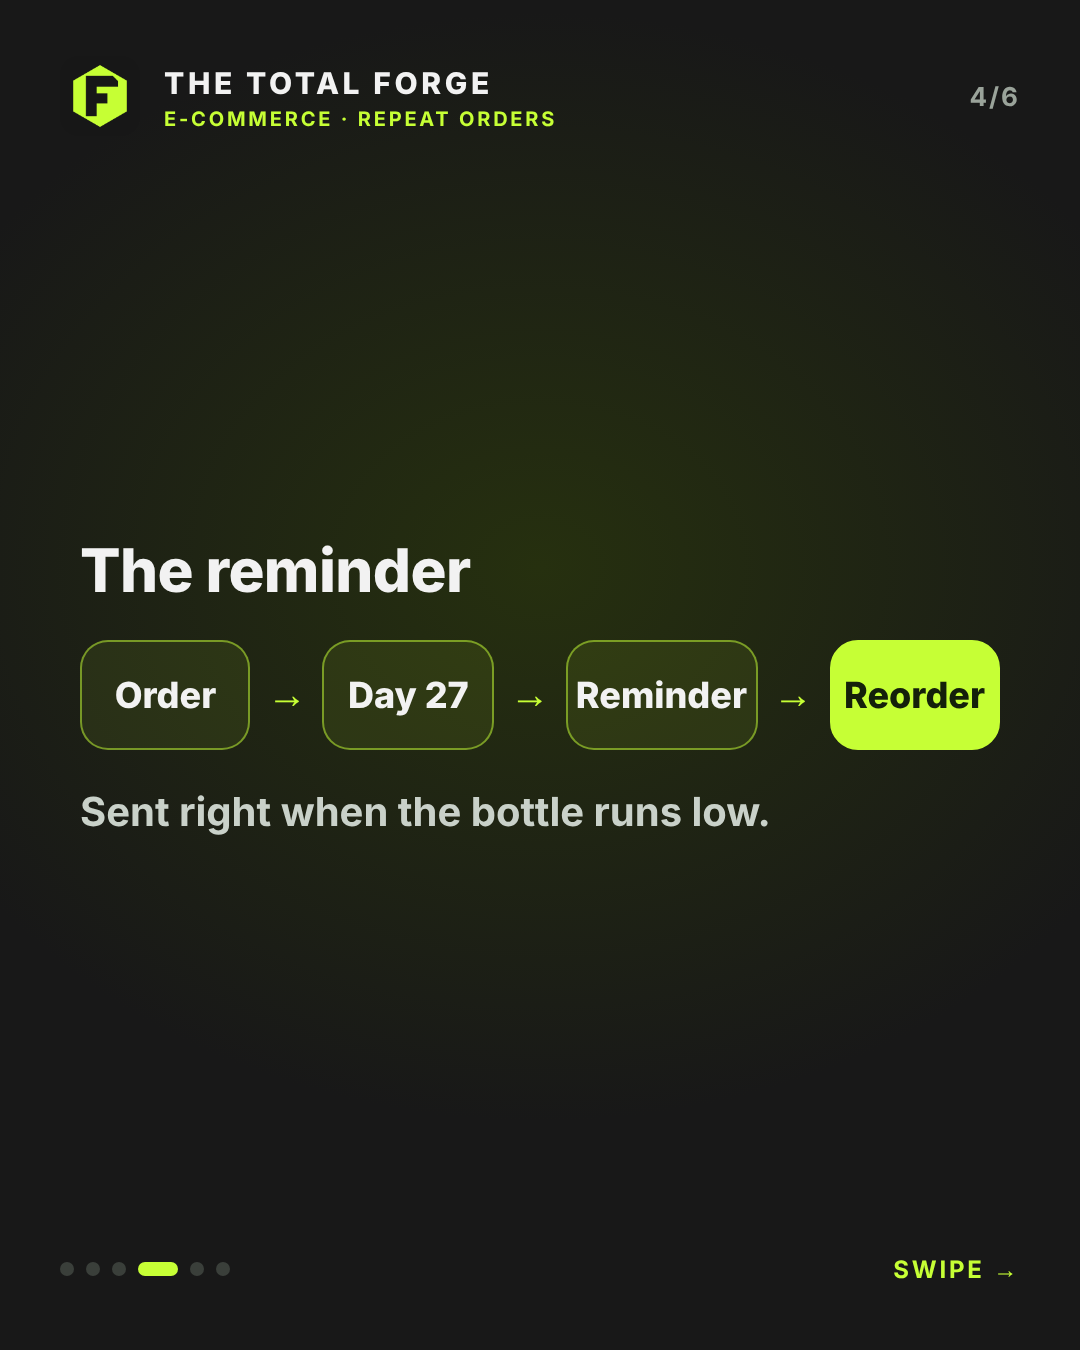 THE TOTAL FORGE
E-COMMERCE · REPEAT ORDERS
4/6
The reminder
Order → Day 27 → Reminder → Reorder
Sent right when the bottle runs low.
SWIPE →